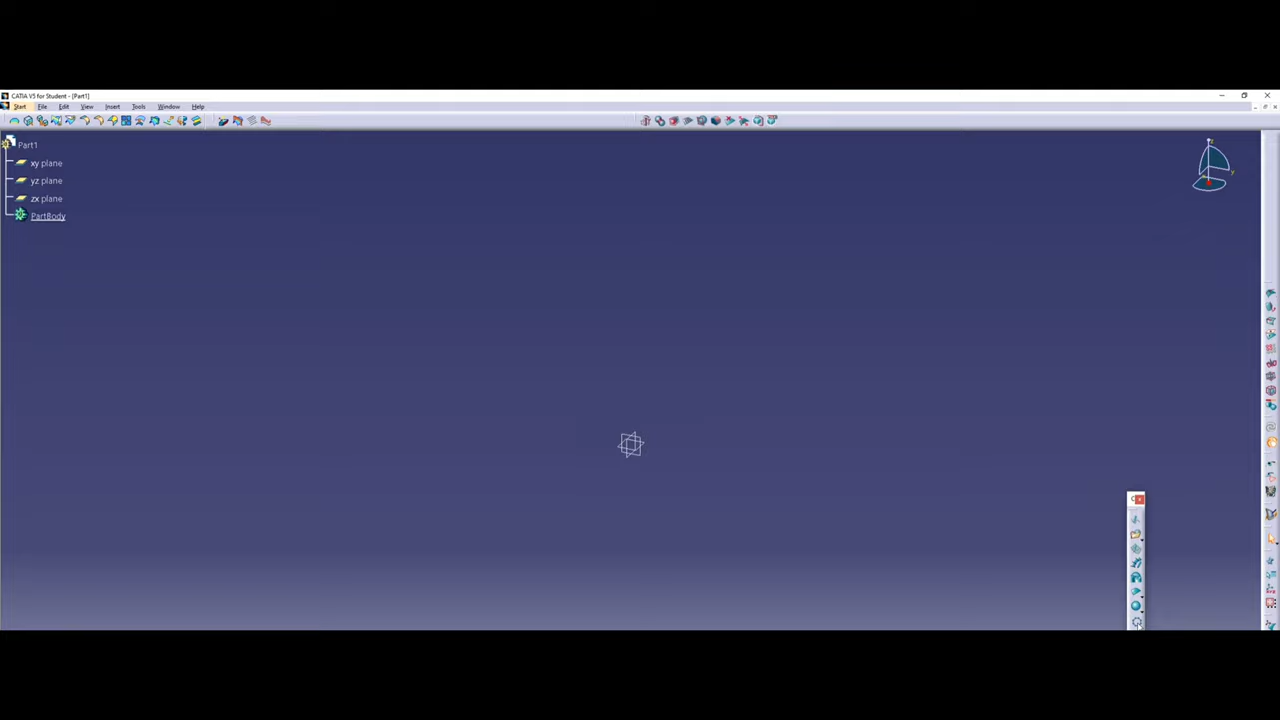 CATIA V5 for Student - [Part1]
Start File Edit View Insert Tools Window Help
Part1
xy plane
yz plane
zx plane
PartBody
z
y